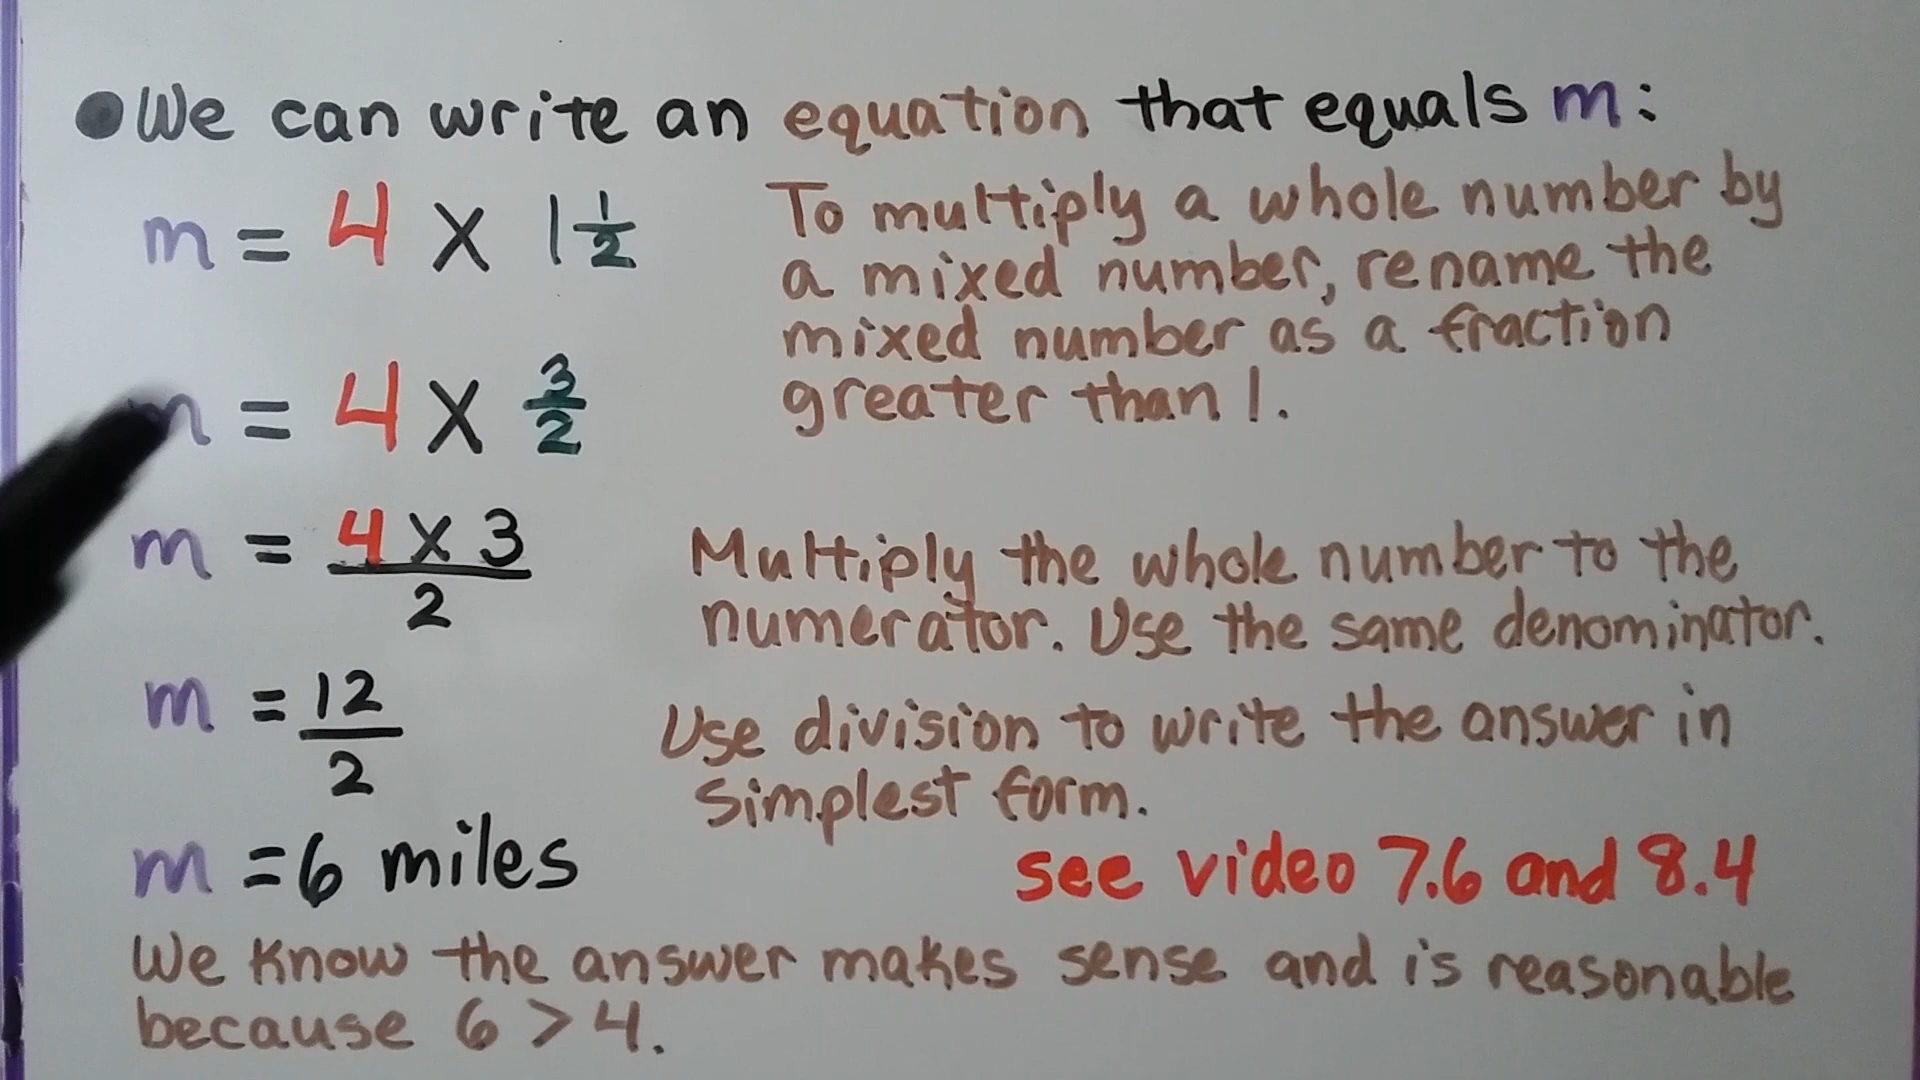 We can write an equation that equals m:
m = 4 X 1 1/2
To multiply a whole number by
a mixed number, rename the
mixed number as a fraction
greater than 1.
m = 4 X 3/2
m = 4 X 3 / 2
Multiply the whole number to the
numerator. Use the same denominator.
m = 12/2
Use division to write the answer in
simplest form.
m = 6 miles
see video 7.6 and 8.4
We know the answer makes sense and is reasonable
because 6 > 4.